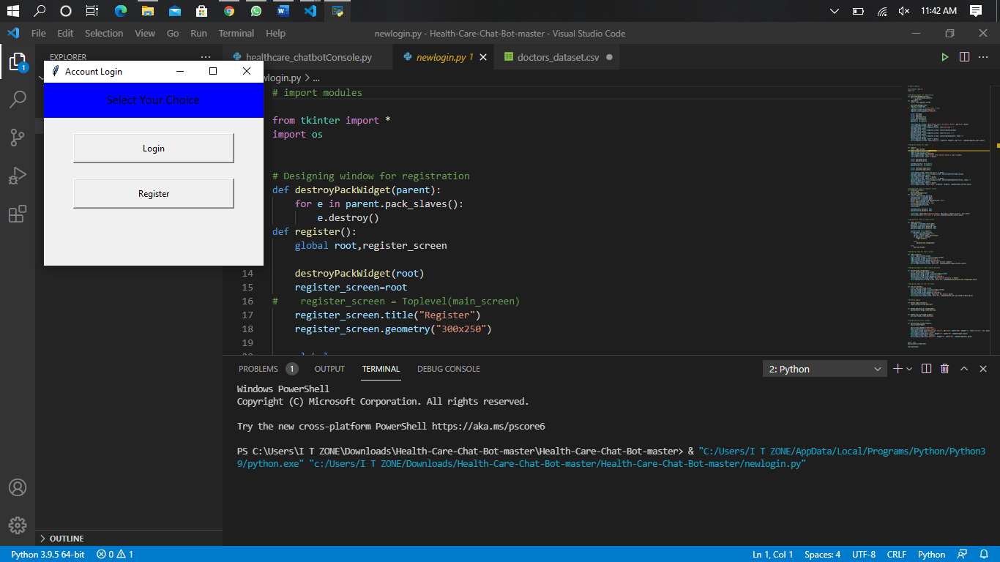 11:42 AM
File Edit Selection View Go Run Terminal Help newlogin.py - Health-Care-Chat-Bot-master - Visual Studio Code
EXPLORER
healthcare_chatbotConsole.py newlogin.py 1 doctors_dataset.csv
1
Account Login
Select Your Choice
Login
Register
wlogin.py > ...
# import modules
from tkinter import *
import os
# Designing window for registration
def destroyPackWidget(parent):
for e in parent.pack_slaves():
e.destroy()
def register():
global root,register_screen
14 destroyPackWidget(root)
15 register_screen=root
16 # register_screen = Toplevel(main_screen)
17 register_screen.title("Register")
18 register_screen.geometry("300x250")
19
PROBLEMS 1 OUTPUT TERMINAL DEBUG CONSOLE 2: Python
Windows PowerShell
Copyright (C) Microsoft Corporation. All rights reserved.
Try the new cross-platform PowerShell https://aka.ms/pscore6
PS C:\Users\I T ZONE\Downloads\Health-Care-Chat-Bot-master\Health-Care-Chat-Bot-master> & "C:/Users/I T ZONE/AppData/Local/Programs/Python/Python3
9/python.exe" "c:/Users/I T ZONE/Downloads/Health-Care-Chat-Bot-master/Health-Care-Chat-Bot-master/newlogin.py"
OUTLINE
Python 3.9.5 64-bit 0 1 Ln 1, Col 1 Spaces: 4 UTF-8 CRLF Python